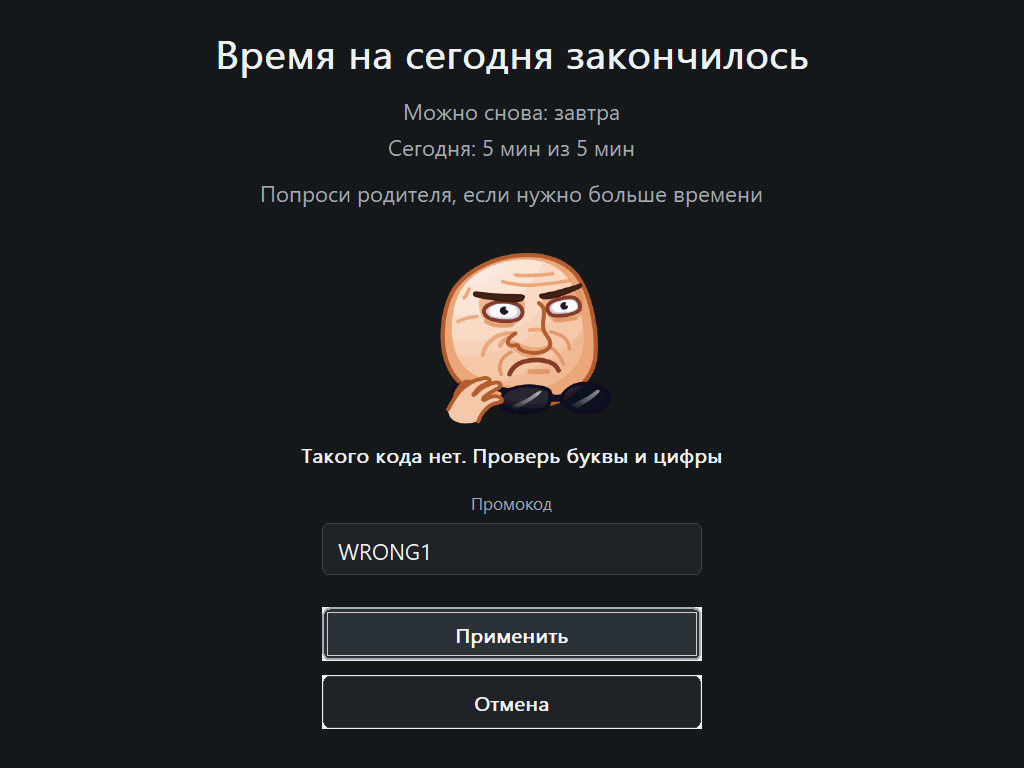 Время на сегодня закончилось
Можно снова: завтра
Сегодня: 5 мин из 5 мин
Попроси родителя, если нужно больше времени
Такого кода нет. Проверь буквы и цифры
Промокод
WRONG1
Применить
Отмена